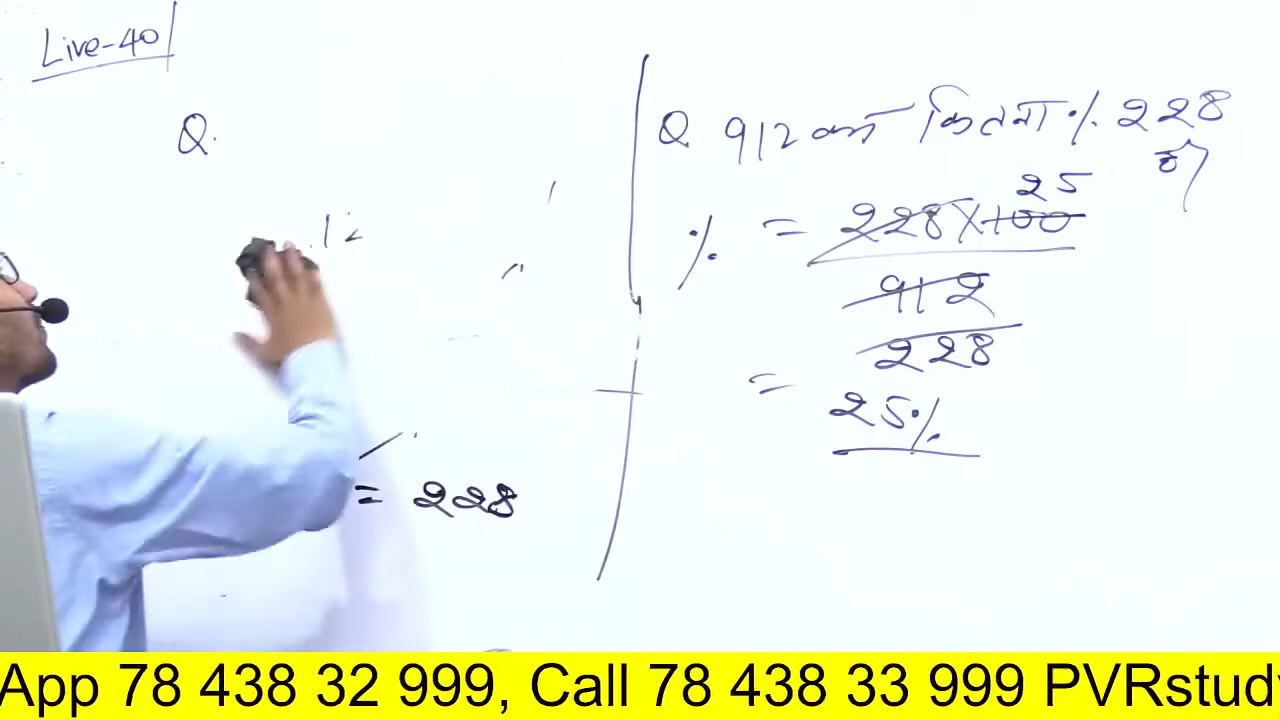 Live-40
Q.
= 228
Q 912 का कितना % 228
है
25
% = 228 X 100
912
228
= 25%
App 78 438 32 999, Call 78 438 33 999 PVRstudy